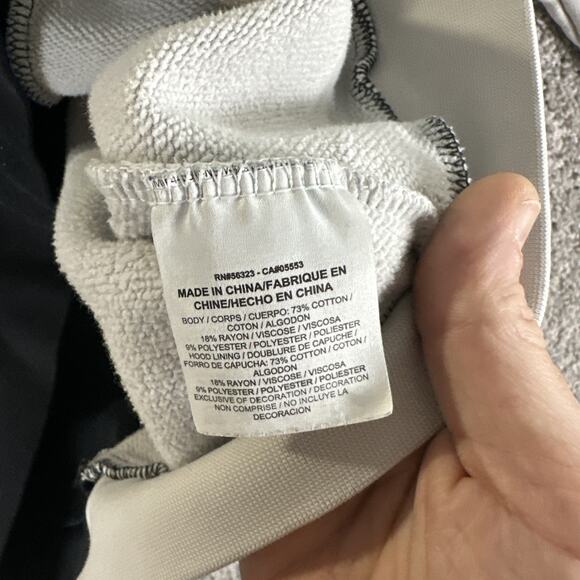 RN#56323 - CA#05553
MADE IN CHINA/FABRIQUE EN
CHINE/HECHO EN CHINA
BODY / CORPS / CUERPO: 73% COTTON /
COTON / ALGODON
18% RAYON / VISCOSE / VISCOSA
9% POLYESTER / POLYESTER / POLIESTER
HOOD LINING / DOUBLURE DE CAPUCHE /
FORRO DE CAPUCHA: 73% COTTON / COTON /
ALGODON
18% RAYON / VISCOSE / VISCOSA
9% POLYESTER / POLYESTER / POLIESTER
EXCLUSIVE OF DECORATION / DECORATION
NON COMPRISE / NO INCLUYE LA
DECORACION